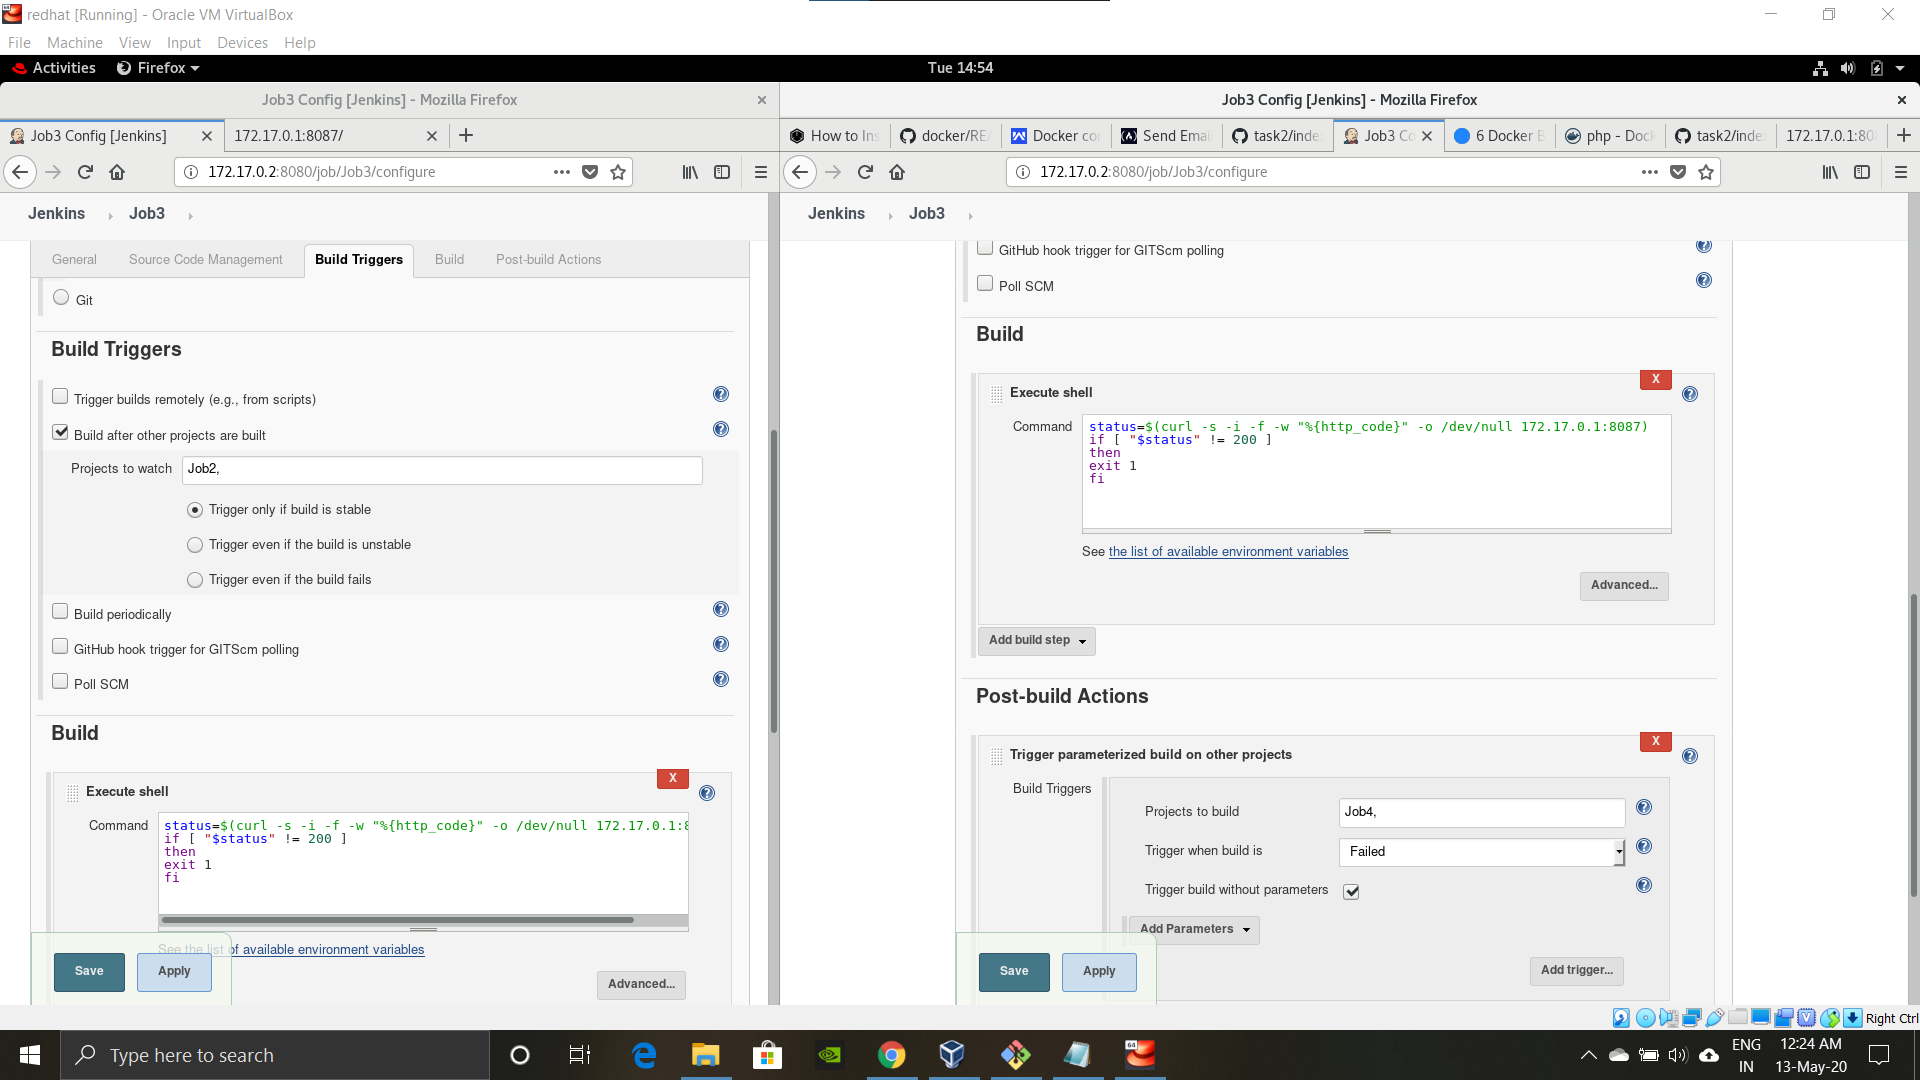 redhat [Running] - Oracle VM VirtualBox
File Machine View Input Devices Help
Activities Firefox Tue 14:54
Job3 Config [Jenkins] - Mozilla Firefox
Job3 Config [Jenkins] 172.17.0.1:8087/
172.17.0.2:8080/job/Job3/configure
Jenkins Job3
General Source Code Management Build Triggers Build Post-build Actions
Git
Build Triggers
Trigger builds remotely (e.g., from scripts)
Build after other projects are built
Projects to watch Job2,
Trigger only if build is stable
Trigger even if the build is unstable
Trigger even if the build fails
Build periodically
GitHub hook trigger for GITScm polling
Poll SCM
Build
X
Execute shell
Command
status=$(curl -s -i -f -w "%{http_code}" -o /dev/null 172.17.0.1:8
if [ "$status" != 200 ]
then
exit 1
fi
See the list of available environment variables
Save Apply
Advanced...
Job3 Config [Jenkins] - Mozilla Firefox
How to Ins docker/REA Docker co Send Emai task2/inde Job3 Co 6 Docker B php - Dock task2/inde 172.17.0.1:80
172.17.0.2:8080/job/Job3/configure
Jenkins Job3
GitHub hook trigger for GITScm polling
Poll SCM
Build
X
Execute shell
Command
status=$(curl -s -i -f -w "%{http_code}" -o /dev/null 172.17.0.1:8087)
if [ "$status" != 200 ]
then
exit 1
fi
See the list of available environment variables
Advanced...
Add build step
Post-build Actions
X
Trigger parameterized build on other projects
Build Triggers
Projects to build Job4,
Trigger when build is Failed
Trigger build without parameters
Add Parameters
Save Apply
Add trigger...
Right Ctrl
Type here to search
64
ENG
IN
12:24 AM
13-May-20